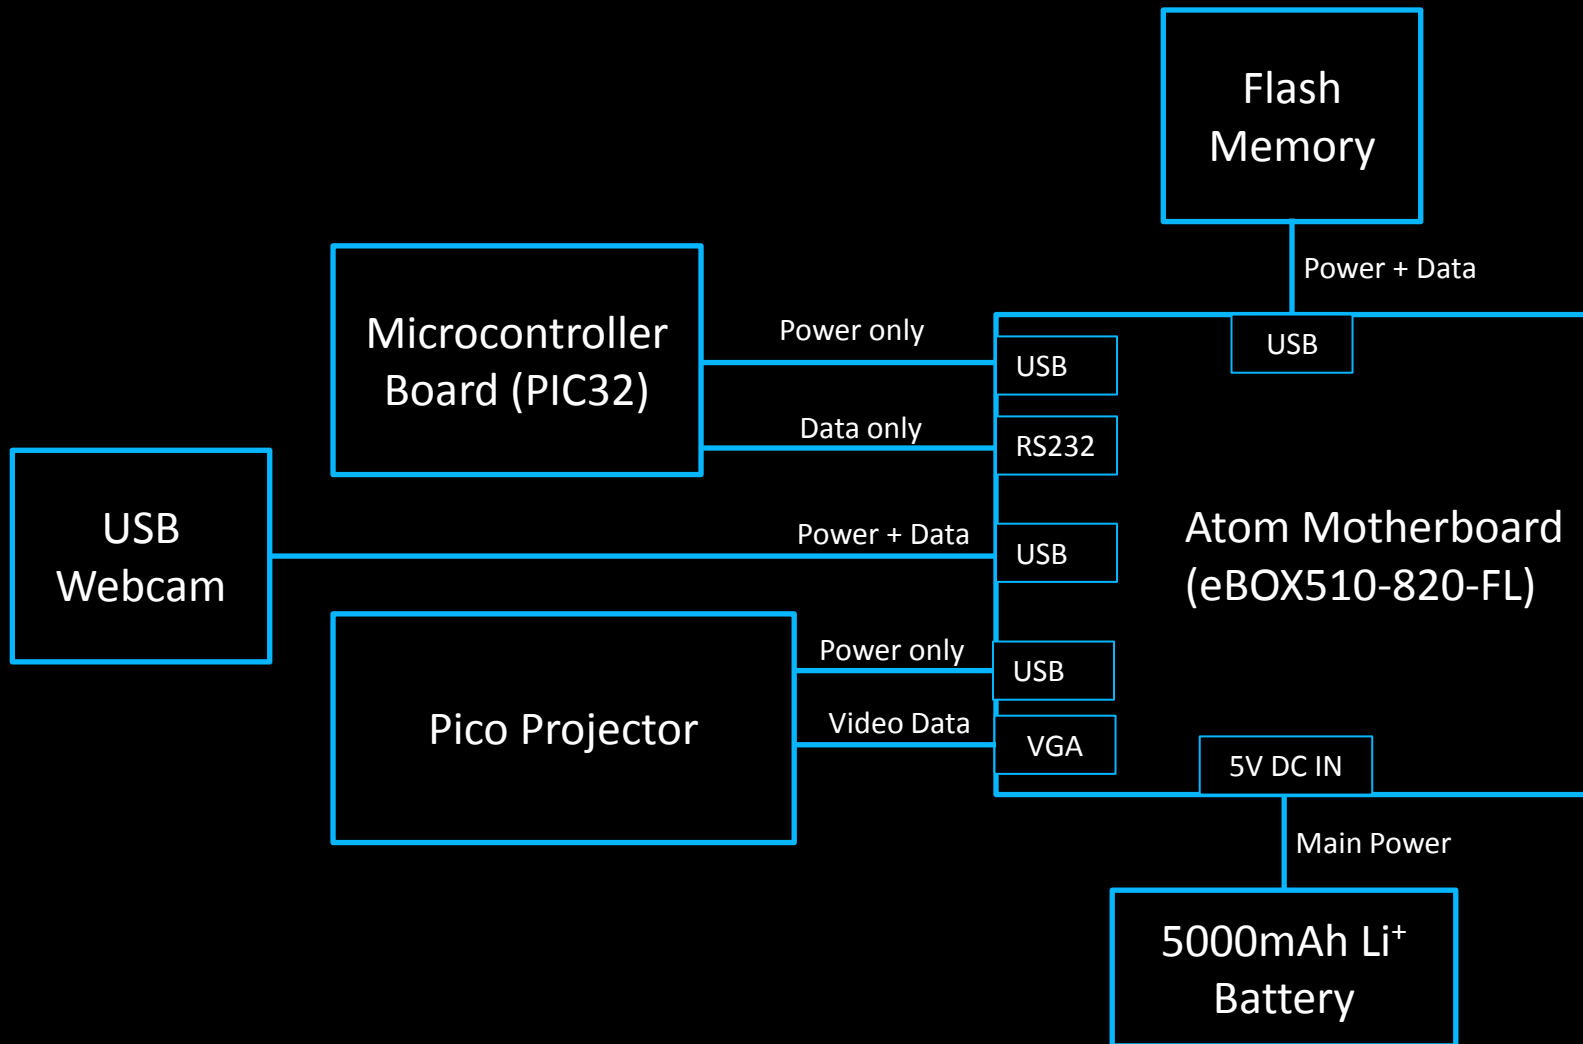 Flash
Memory
Power + Data
USB
Microcontroller
Board (PIC32)
Power only
USB
Data only
RS232
USB
Webcam
Power + Data
USB
Atom Motherboard
(eBOX510-820-FL)
Pico Projector
Power only
USB
Video Data
VGA
5V DC IN
Main Power
5000mAh Li⁺
Battery